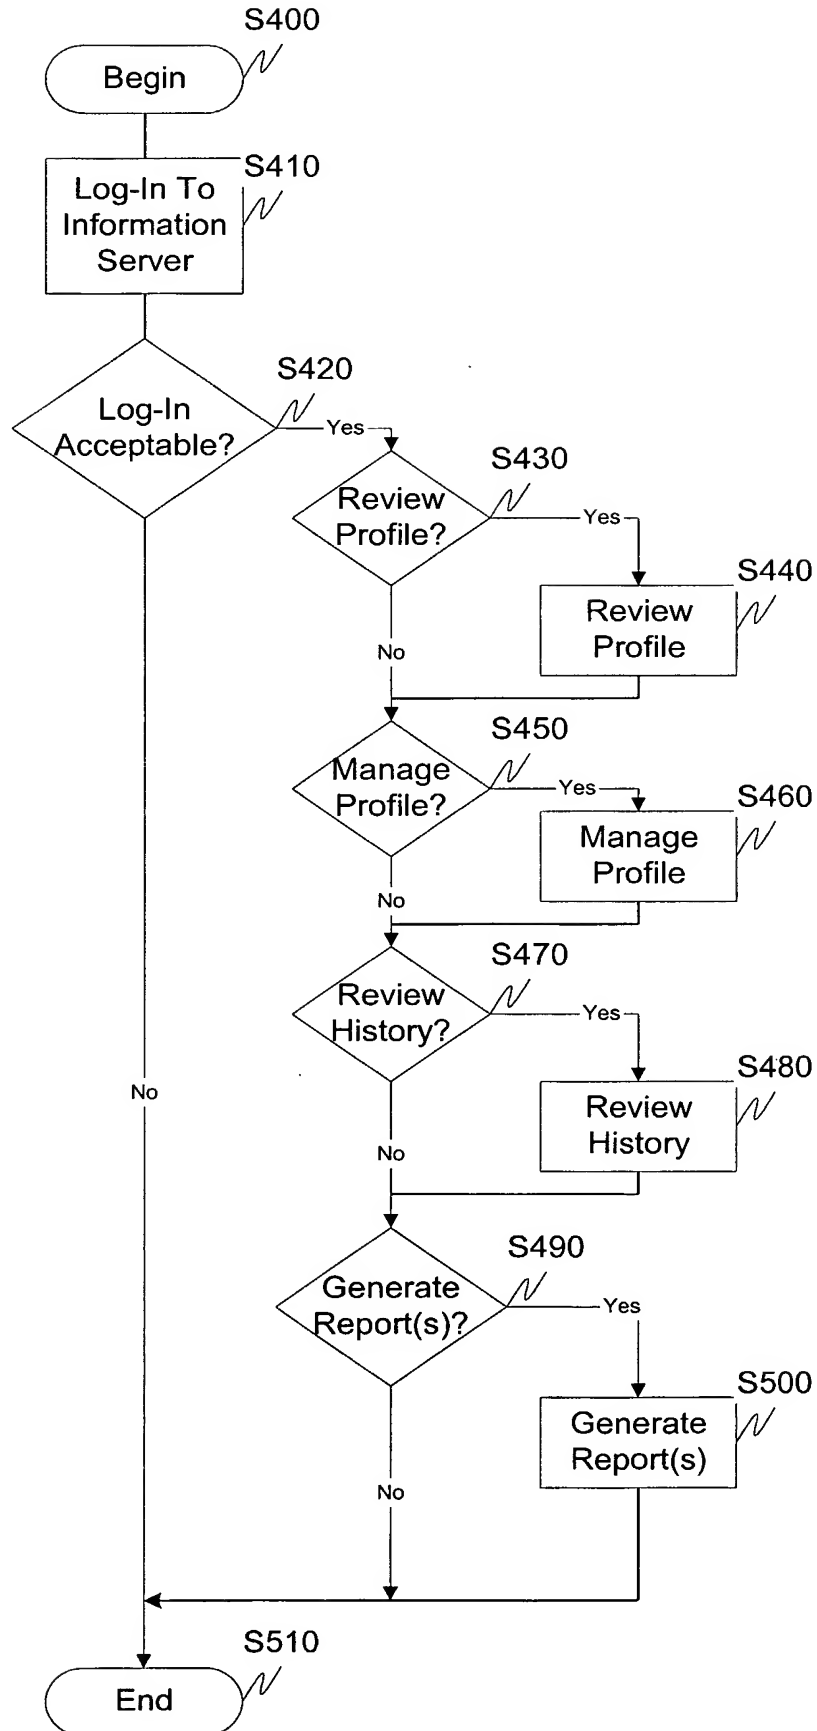 S400
Begin
S410
Log-In To
Information
Server
S420
Log-In
Acceptable?
Yes
S430
Review
Profile?
Yes
S440
Review
Profile
No
S450
Manage
Profile?
Yes
S460
Manage
Profile
No
S470
Review
History?
Yes
S480
Review
History
No
No
S490
Generate
Report(s)?
Yes
S500
Generate
Report(s)
No
S510
End